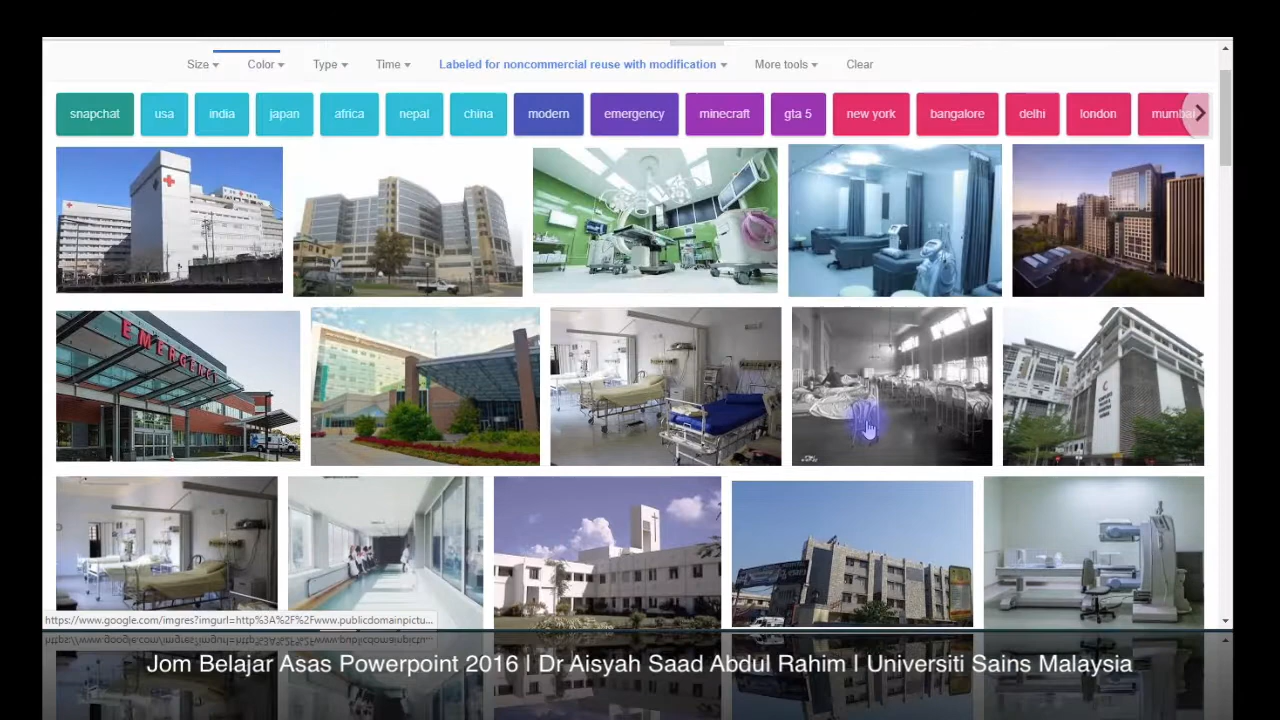 Size Color Type Time Labeled for noncommercial reuse with modification More tools Clear
snapchat usa india japan africa nepal china modern emergency minecraft gta 5 new york bangalore delhi london mumbai
EMERGENCY
https://www.google.com/imgres?imgurl=http%3A%2F%2Fwww.publicdomainpictu...
Jom Belajar Asas Powerpoint 2016 | Dr Aisyah Saad Abdul Rahim | Universiti Sains Malaysia